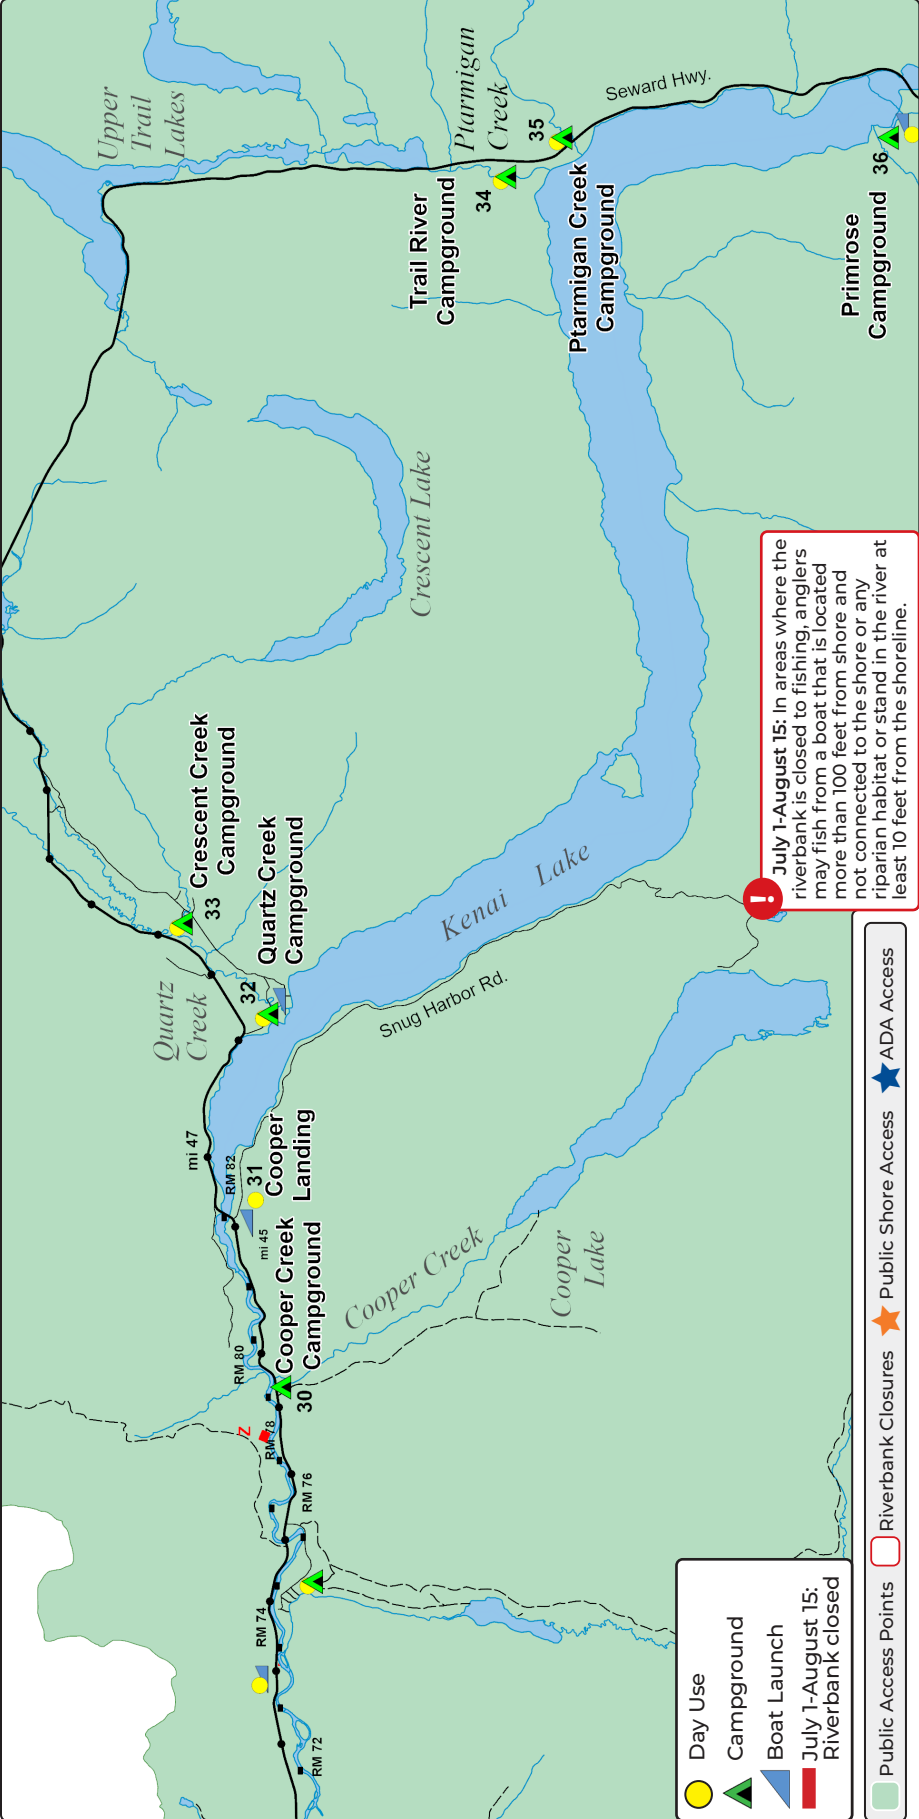 Upper
Trail
Lakes
Ptarmigan
Creek
Seward Hwy.
35
34
36
Trail River
Campground
Ptarmigan Creek
Campground
Primrose
Campground
Crescent Lake
Crescent Creek
Campground
33
Quartz Creek
Campground
32
Quartz
Creek
Kenai Lake
Snug Harbor Rd.
mi 47
RM 82
31
Cooper
Landing
mi 45
Cooper Creek
Campground
30
Cooper Creek
Cooper
Lake
RM 80
Z
RM 78
RM 76
RM 74
RM 72
! July 1-August 15: In areas where the
riverbank is closed to fishing, anglers
may fish from a boat that is located
more than 100 feet from shore and
not connected to the shore or any
riparian habitat or stand in the river at
least 10 feet from the shoreline.
Day Use
Campground
Boat Launch
July 1-August 15:
Riverbank closed
Public Access Points
Riverbank Closures
Public Shore Access
ADA Access